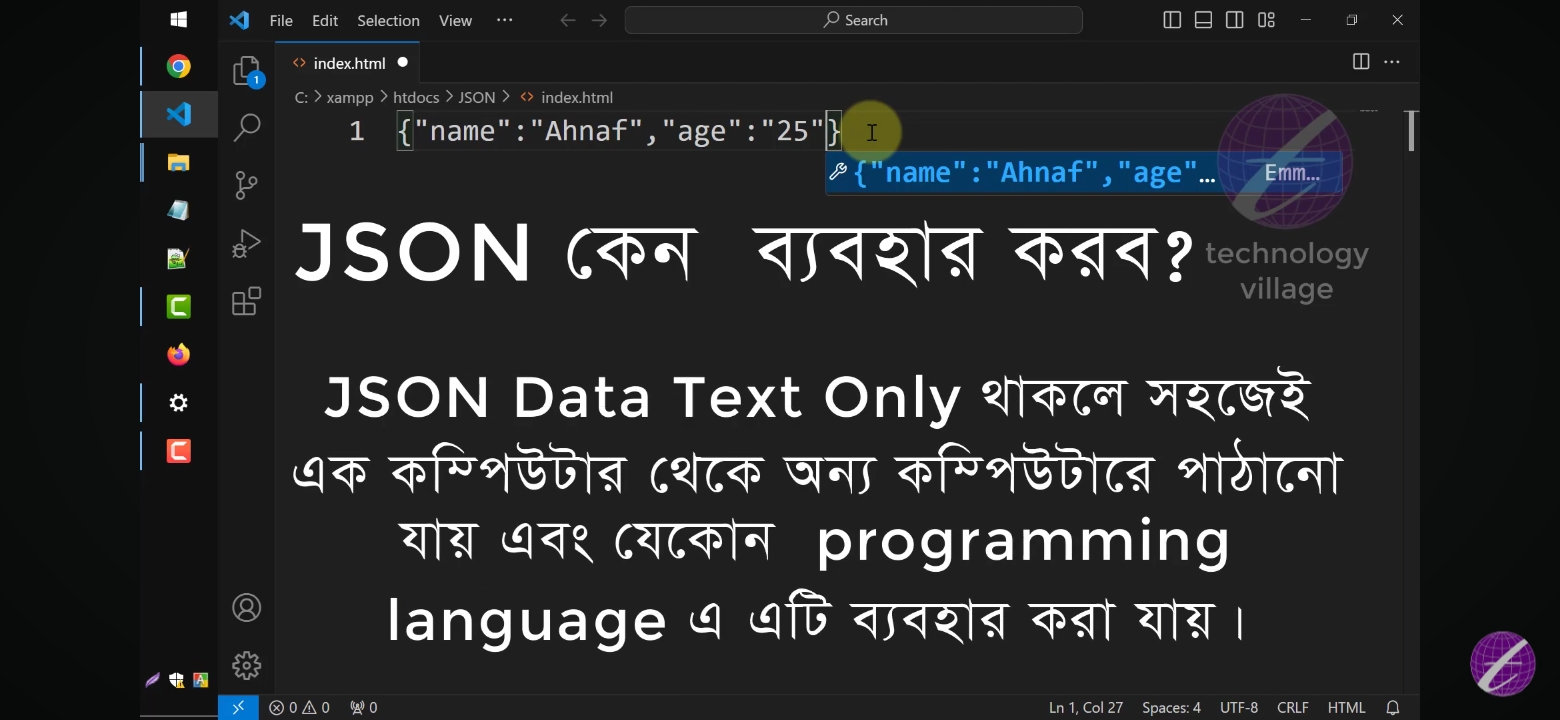 File Edit Selection View ··· Search
index.html
C: > xampp > htdocs > JSON > index.html
1 {"name":"Ahnaf","age":"25"}
{"name":"Ahnaf","age"… Emm…
1
JSON কেন ব্যবহার করব?
technology
village
JSON Data Text Only থাকলে সহজেই
এক কম্পিউটার থেকে অন্য কম্পিউটারে পাঠানো
যায় এবং যেকোন programming
language এ এটি ব্যবহার করা যায়।
0 0 0 Ln 1, Col 27 Spaces: 4 UTF-8 CRLF HTML